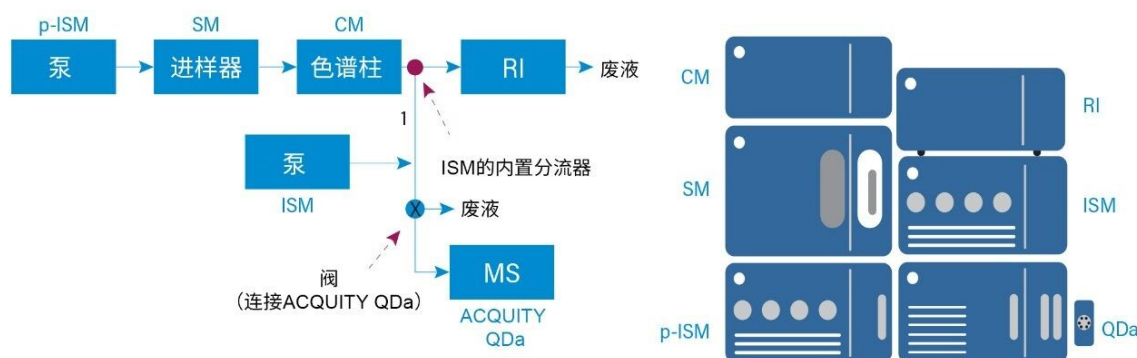 p-ISM
SM
CM
泵
进样器
色谱柱
RI
废液
1
泵
ISM的内置分流器
ISM
X
废液
阀
（连接ACQUITY QDa）
MS
ACQUITY
QDa
CM
RI
SM
ISM
p-ISM
QDa